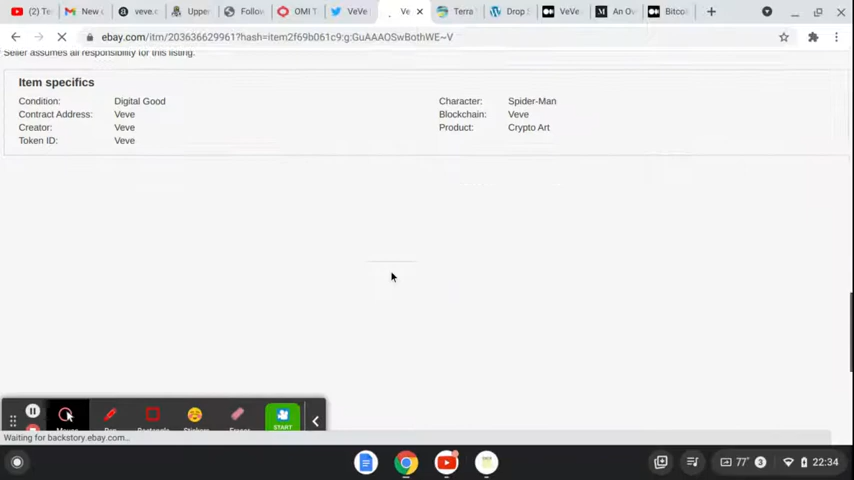 (2) Te
New e
veve.c
Upper
Follov
OMI T
VeVe
Ve
Terra
Drop
VeVe
An Ov
Bitcoi
ebay.com/itm/203636629961?hash=item2f69b061c9:g:GuAAAOSwBothWE~V
Seller assumes all responsibility for this listing.
Item specifics
Condition: Digital Good Character: Spider-Man
Contract Address: Veve Blockchain: Veve
Creator: Veve Product: Crypto Art
Token ID: Veve
START
Waiting for backstory.ebay.com...
77° 3 22:34